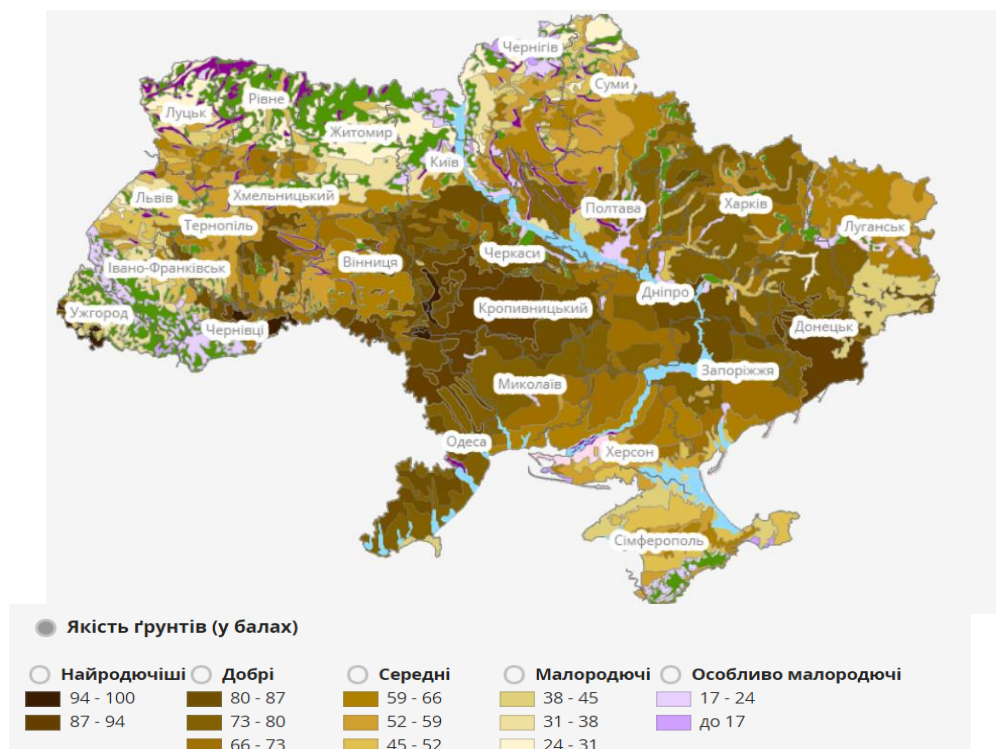 Чернігів
Суми
Рівне
Луцьк
Житомир
Київ
Львів
Хмельницький
Полтава
Харків
Тернопіль
Луганськ
Черкаси
Вінниця
Івано-Франківськ
Дніпро
Ужгород
Кропивницький
Чернівці
Донецьк
Запоріжжя
Миколаїв
Одеса
Херсон
Сімферополь
Якість ґрунтів (у балах)
Найродючіші Добрі Середні Малородючі Особливо малородючі
94 - 100 80 - 87 59 - 66 38 - 45 17 - 24
87 - 94 73 - 80 52 - 59 31 - 38 до 17
66 - 73 45 - 52 24 - 31